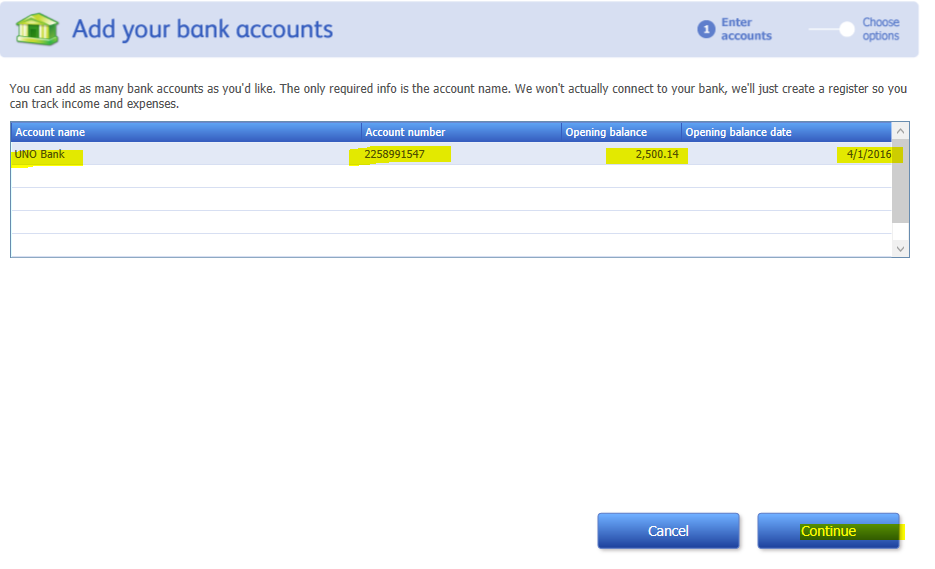 Add your bank accounts
1 Enter accounts
Choose options
You can add as many bank accounts as you'd like. The only required info is the account name. We won't actually connect to your bank, we'll just create a register so you
can track income and expenses.
Account name Account number Opening balance Opening balance date
UNO Bank 2258991547 2,500.14 4/1/2016
Cancel Continue